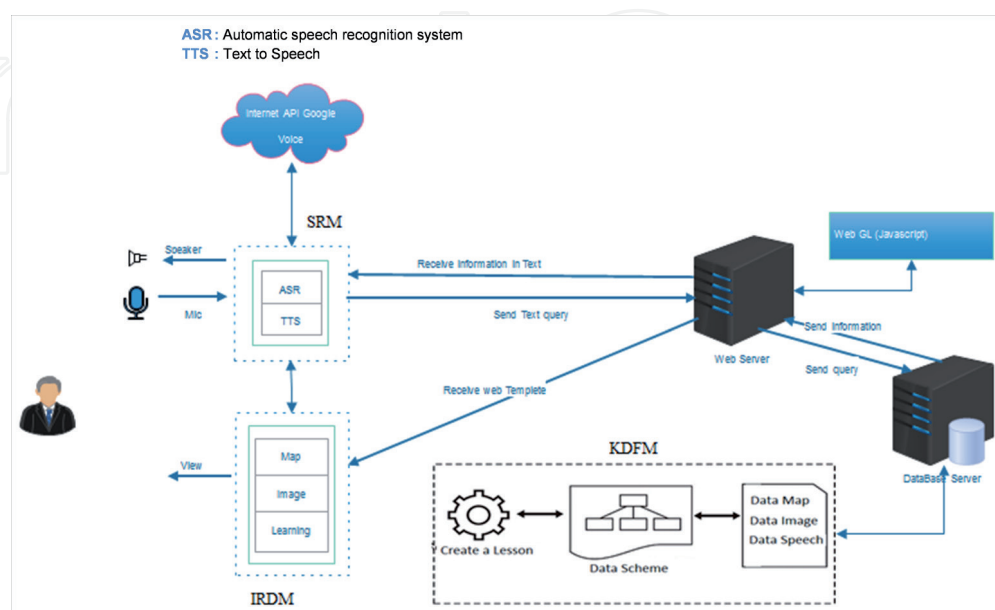 ASR : Automatic speech recognition system
TTS : Text to Speech
Internet API Google
Voice
SRM
Soeaker
Mic
ASR
TTS
Receive Information In Text
Send Text query
Web GL (Javascript)
Web Server
Send Information
Send query
DataBase Server
Receive web Templete
View
Map
Image
Learning
IRDM
KDFM
Create a Lesson
Data Scheme
Data Map
Data Image
Data Speech